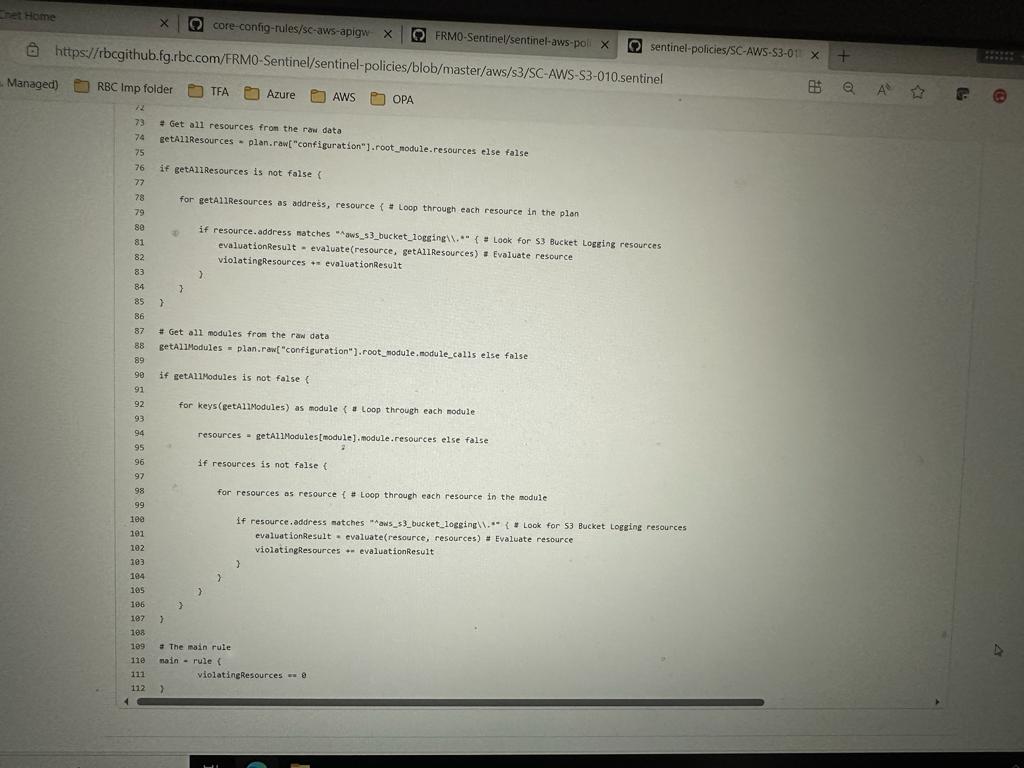 Cnet Home
core-config-rules/sc-aws-apigw-
FRM0-Sentinel/sentinel-aws-poli
sentinel-policies/SC-AWS-S3-01
https://rbcgithub.fg.rbc.com/FRM0-Sentinel/sentinel-policies/blob/master/aws/s3/SC-AWS-S3-010.sentinel
Managed)
RBC Imp folder
TFA
Azure
AWS
OPA
72
73 # Get all resources from the raw data
74 getAllResources = plan.raw["configuration"].root_module.resources else false
75
76 if getAllResources is not false {
77
78 for getAllResources as address, resource { # Loop through each resource in the plan
79
80 if resource.address matches "^aws_s3_bucket_logging\\.*" { # Look for S3 Bucket Logging resources
81 evaluationResult = evaluate(resource, getAllResources) # Evaluate resource
82 violatingResources += evaluationResult
83 }
84 }
85 }
86
87 # Get all modules from the raw data
88 getAllModules = plan.raw["configuration"].root_module.module_calls else false
89
90 if getAllModules is not false {
91
92 for keys(getAllModules) as module { # Loop through each module
93
94 resources = getAllModules[module].module.resources else false
95
96 if resources is not false {
97
98 for resources as resource { # Loop through each resource in the module
99
100 if resource.address matches "^aws_s3_bucket_logging\\.*" { # Look for S3 Bucket Logging resources
101 evaluationResult = evaluate(resource, resources) # Evaluate resource
102 violatingResources += evaluationResult
103 }
104 }
105 }
106 }
107 }
108
109 # The main rule
110 main = rule {
111 violatingResources == 0
112 }